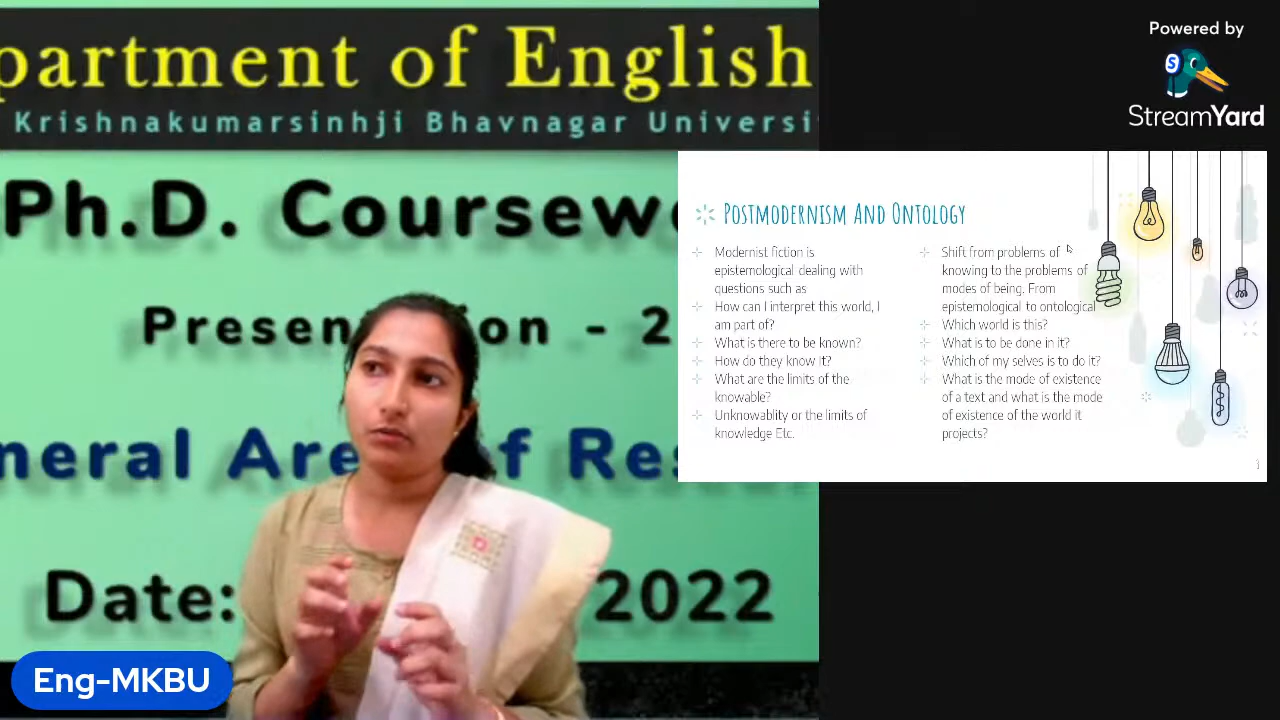 partment of English
Krishnakumarsinhji Bhavnagar Universi
Ph.D. Coursew
Presen ion - 2
neral Are f Res
Date: 2022
Eng-MKBU
Powered by
S
StreamYard
Postmodernism And Ontology
Modernist fiction is
epistemological dealing with
questions such as
How can I interpret this world, I
am part of?
What is there to be known?
How do they know it?
What are the limits of the
knowable?
Unknowablity or the limits of
knowledge Etc.
Shift from problems of
knowing to the problems of
modes of being. From
epistemological to ontological
Which world is this?
What is to be done in it?
Which of my selves is to do it?
What is the mode of existence
of a text and what is the mode
of existence of the world it
projects?